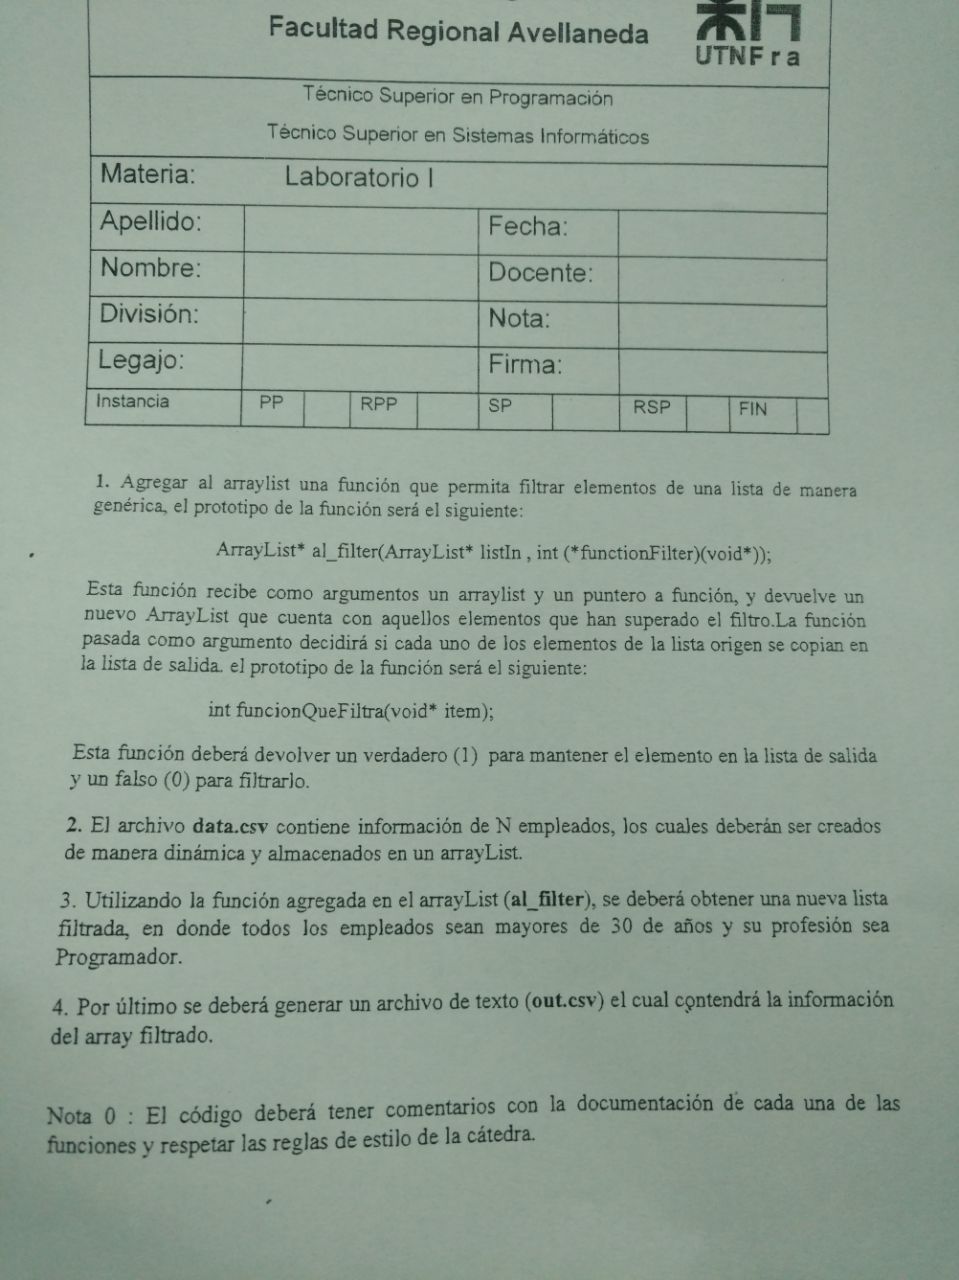 Facultad Regional Avellaneda
UTNFra
Técnico Superior en Programación
Técnico Superior en Sistemas Informáticos
Materia: Laboratorio I
Apellido: Fecha:
Nombre: Docente:
División: Nota:
Legajo: Firma:
Instancia PP RPP SP RSP FIN
1. Agregar al arraylist una función que permita filtrar elementos de una lista de manera
genérica, el prototipo de la función será el siguiente:
ArrayList* al_filter(ArrayList* listIn , int (*functionFilter)(void*));
Esta función recibe como argumentos un arraylist y un puntero a función, y devuelve un
nuevo ArrayList que cuenta con aquellos elementos que han superado el filtro.La función
pasada como argumento decidirá si cada uno de los elementos de la lista origen se copian en
la lista de salida. el prototipo de la función será el siguiente:
int funcionQueFiltra(void* item);
Esta función deberá devolver un verdadero (1) para mantener el elemento en la lista de salida
y un falso (0) para filtrarlo.
2. El archivo data.csv contiene información de N empleados, los cuales deberán ser creados
de manera dinámica y almacenados en un arrayList.
3. Utilizando la función agregada en el arrayList (al_filter), se deberá obtener una nueva lista
filtrada, en donde todos los empleados sean mayores de 30 de años y su profesión sea
Programador.
4. Por último se deberá generar un archivo de texto (out.csv) el cual contendrá la información
del array filtrado.
Nota 0 : El código deberá tener comentarios con la documentación de cada una de las
funciones y respetar las reglas de estilo de la cátedra.